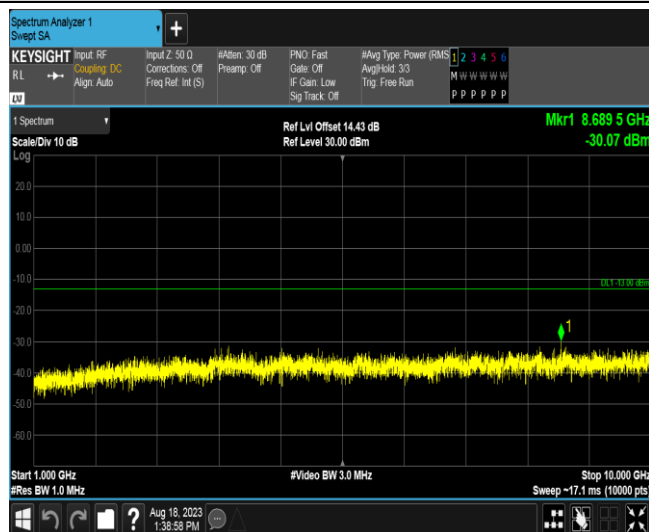 Spectrum Analyzer 1
Swept SA
+
KEYSIGHT
RL
LXI
Input: RF
Coupling: DC
Align: Auto
Input Z: 50 Ω
Corrections: Off
Freq Ref: Int (S)
#Atten: 30 dB
Preamp: Off
PNO: Fast
Gate: Off
IF Gain: Low
Sig Track: Off
#Avg Type: Power (RMS
Avg|Hold: 3/3
Trig: Free Run
1 2 3 4 5 6
M W W W W W
P P P P P P
1 Spectrum
Scale/Div 10 dB
Ref Lvl Offset 14.43 dB
Ref Level 30.00 dBm
Mkr1 8.689 5 GHz
-30.07 dBm
Log
20.0
10.0
0.00
-10.0
DL1 -13.00 dBm
-20.0
-30.0
1
-40.0
-50.0
-60.0
Start 1.000 GHz
#Video BW 3.0 MHz
Stop 10.000 GHz
#Res BW 1.0 MHz
Sweep ~17.1 ms (10000 pts)
?
Aug 18, 2023
1:38:58 PM